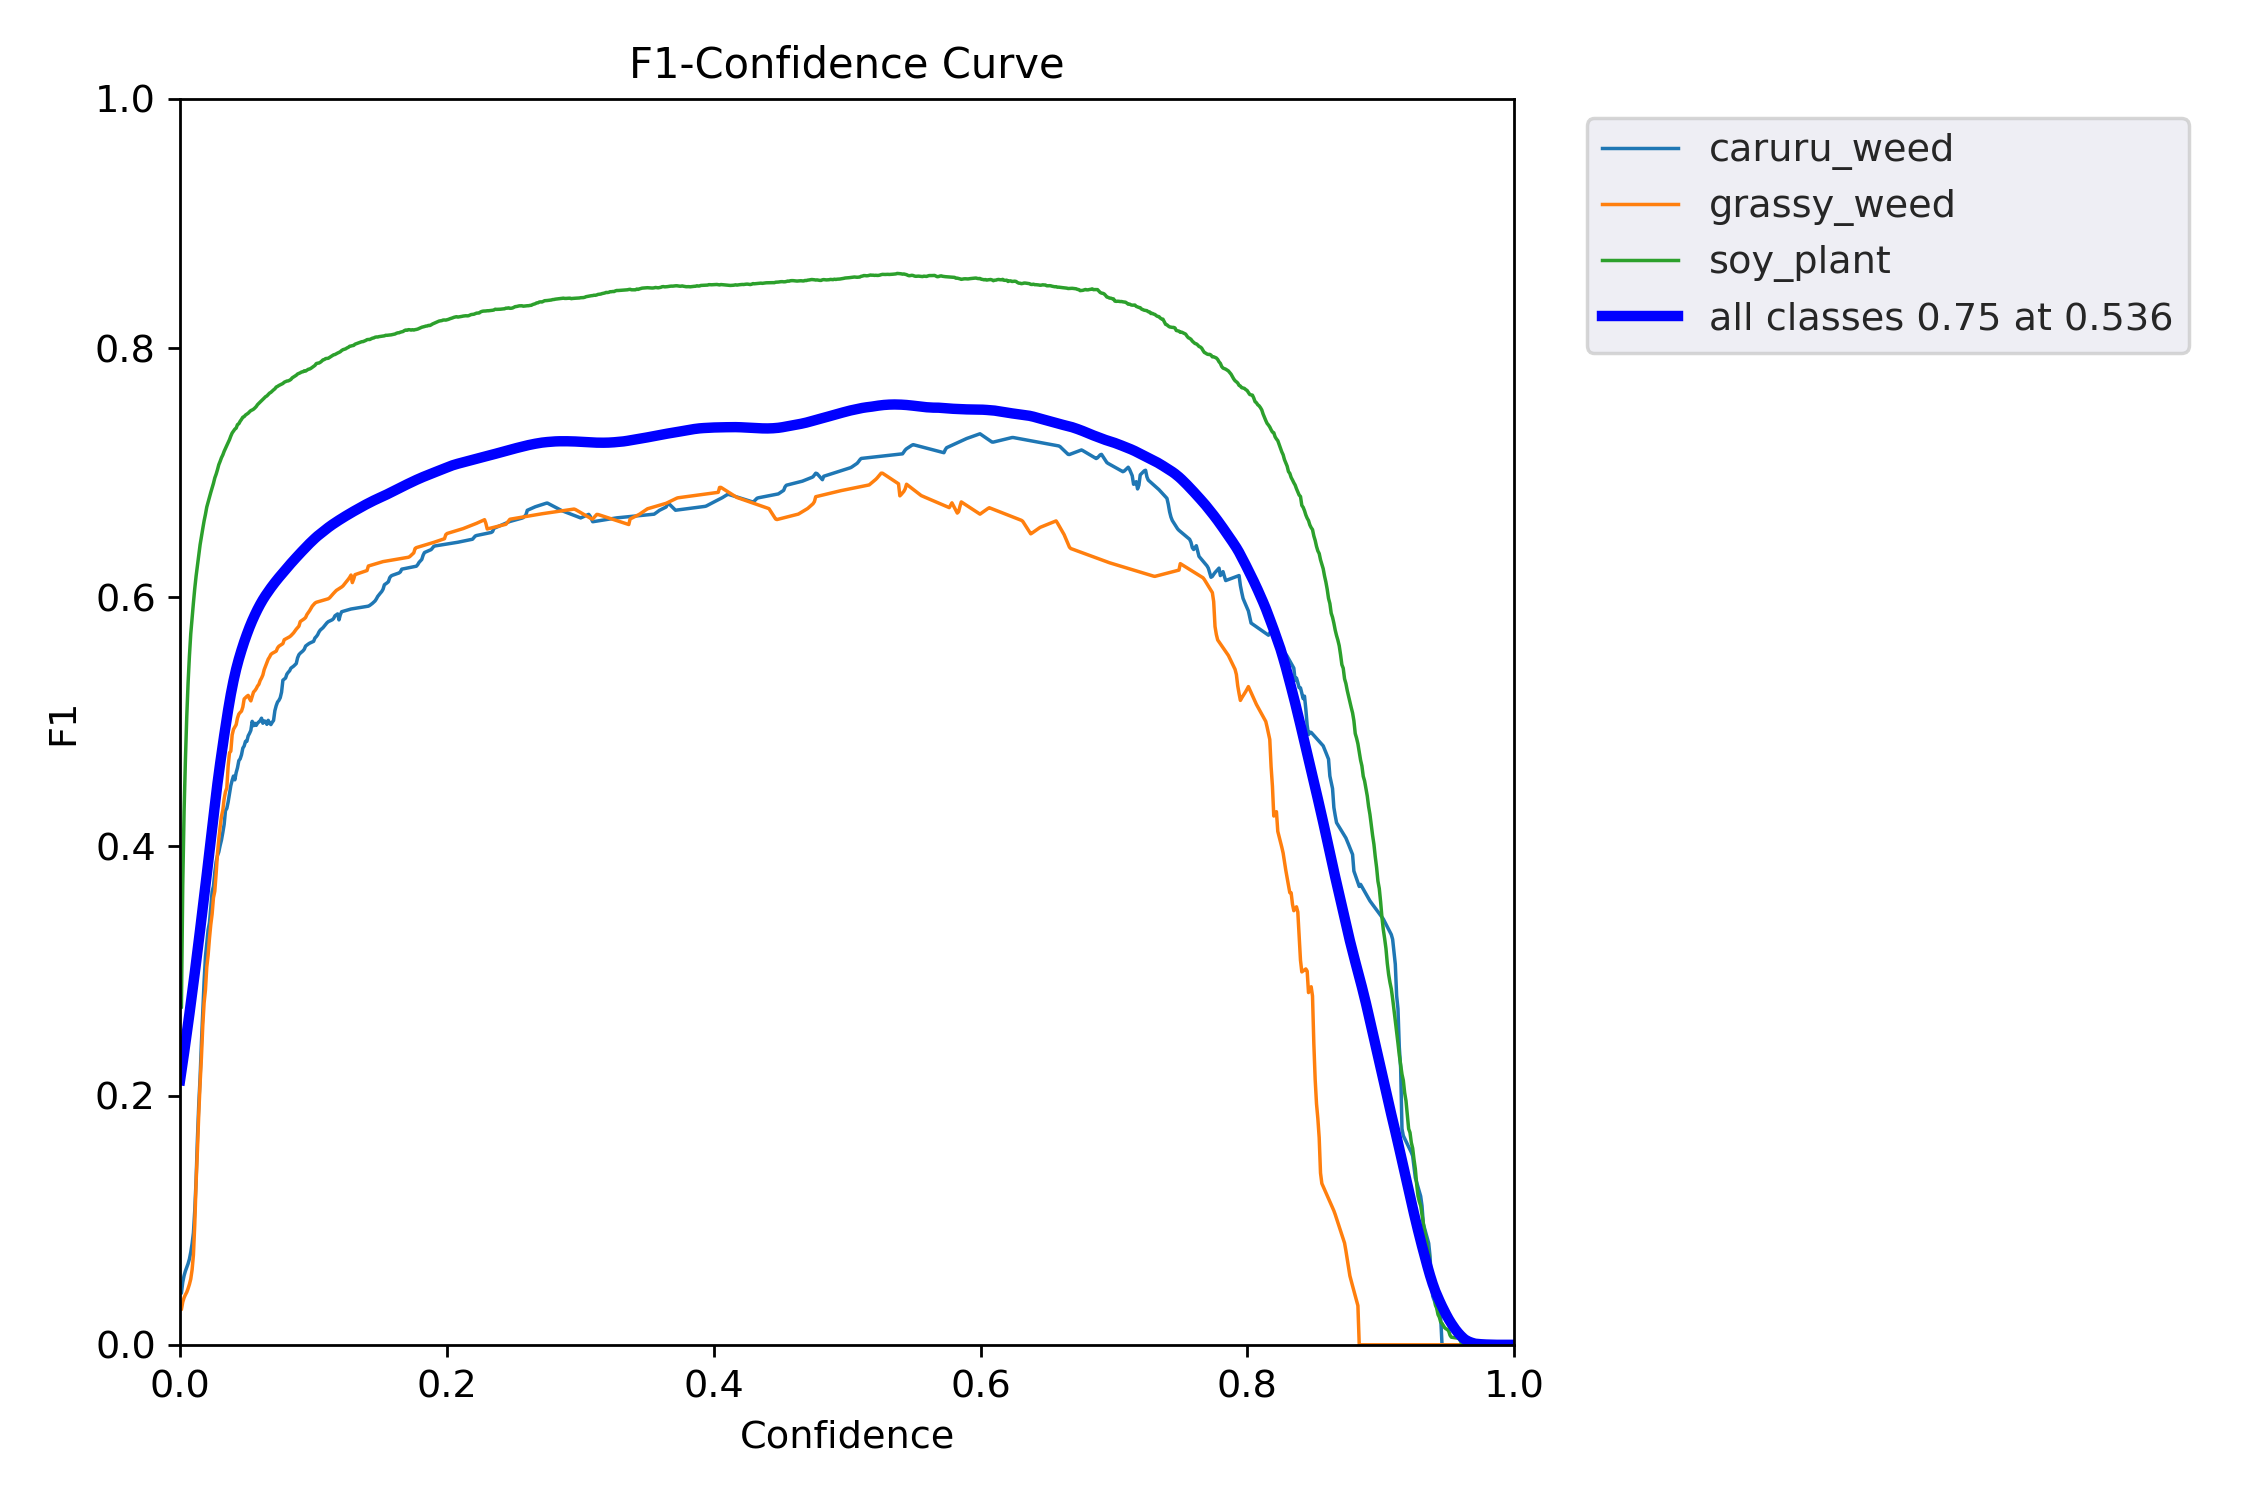 F1-Confidence Curve
1.0
0.8
0.6
0.4
0.2
0.0
F1
0.0 0.2 0.4 0.6 0.8 1.0
Confidence
caruru_weed
grassy_weed
soy_plant
all classes 0.75 at 0.536